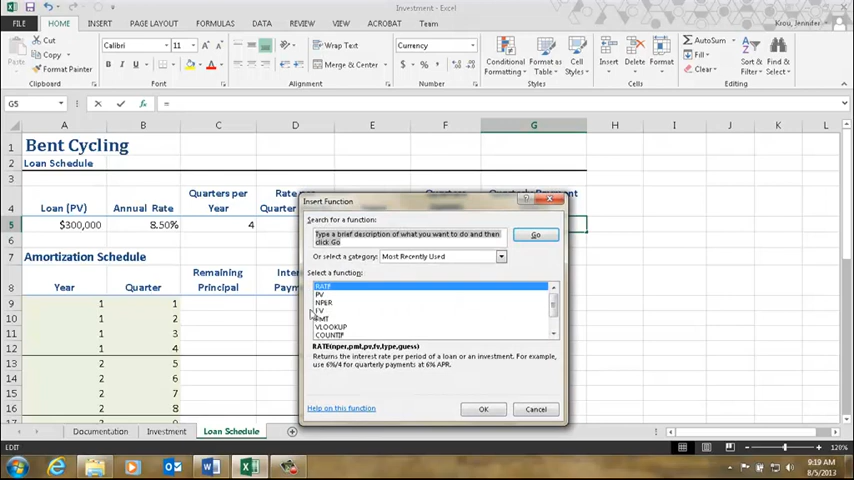 Investment - Excel
FILE HOME INSERT PAGE LAYOUT FORMULAS DATA REVIEW VIEW ACROBAT Team Krou, Jennifer
Cut
Copy
Format Painter
Clipboard
Calibri 11
B I U
Font
Wrap Text
Merge & Center
Alignment
Currency
$ % ,
Number
Conditional Formatting
Format as Table
Cell Styles
Styles
Insert Delete Format
Cells
AutoSum
Fill
Clear
Sort & Filter
Find & Select
Editing
G5 fx =
A B C D E F G H I J K L
1 Bent Cycling
2 Loan Schedule
3
4 Loan (PV) Annual Rate Quarters per Year Rate per Quarter Quarterly Payment
5 $300,000 8.50% 4
6
7 Amortization Schedule
8 Year Quarter Remaining Principal
9 1 1
10 1 2
11 1 3
12 1 4
13 2 5
14 2 6
15 2 7
16 2 8
Insert Function
Search for a function:
Type a brief description of what you want to do and then
click Go
Go
Or select a category: Most Recently Used
Select a function:
RATE
PV
NPER
FV
PMT
VLOOKUP
COUNTIF
RATE(nper,pmt,pv,fv,type,guess)
Returns the interest rate per period of a loan or an investment. For example,
use 6%/4 for quarterly payments at 6% APR.
Help on this function
OK Cancel
Documentation Investment Loan Schedule
EDIT 120%
9:19 AM
8/5/2013